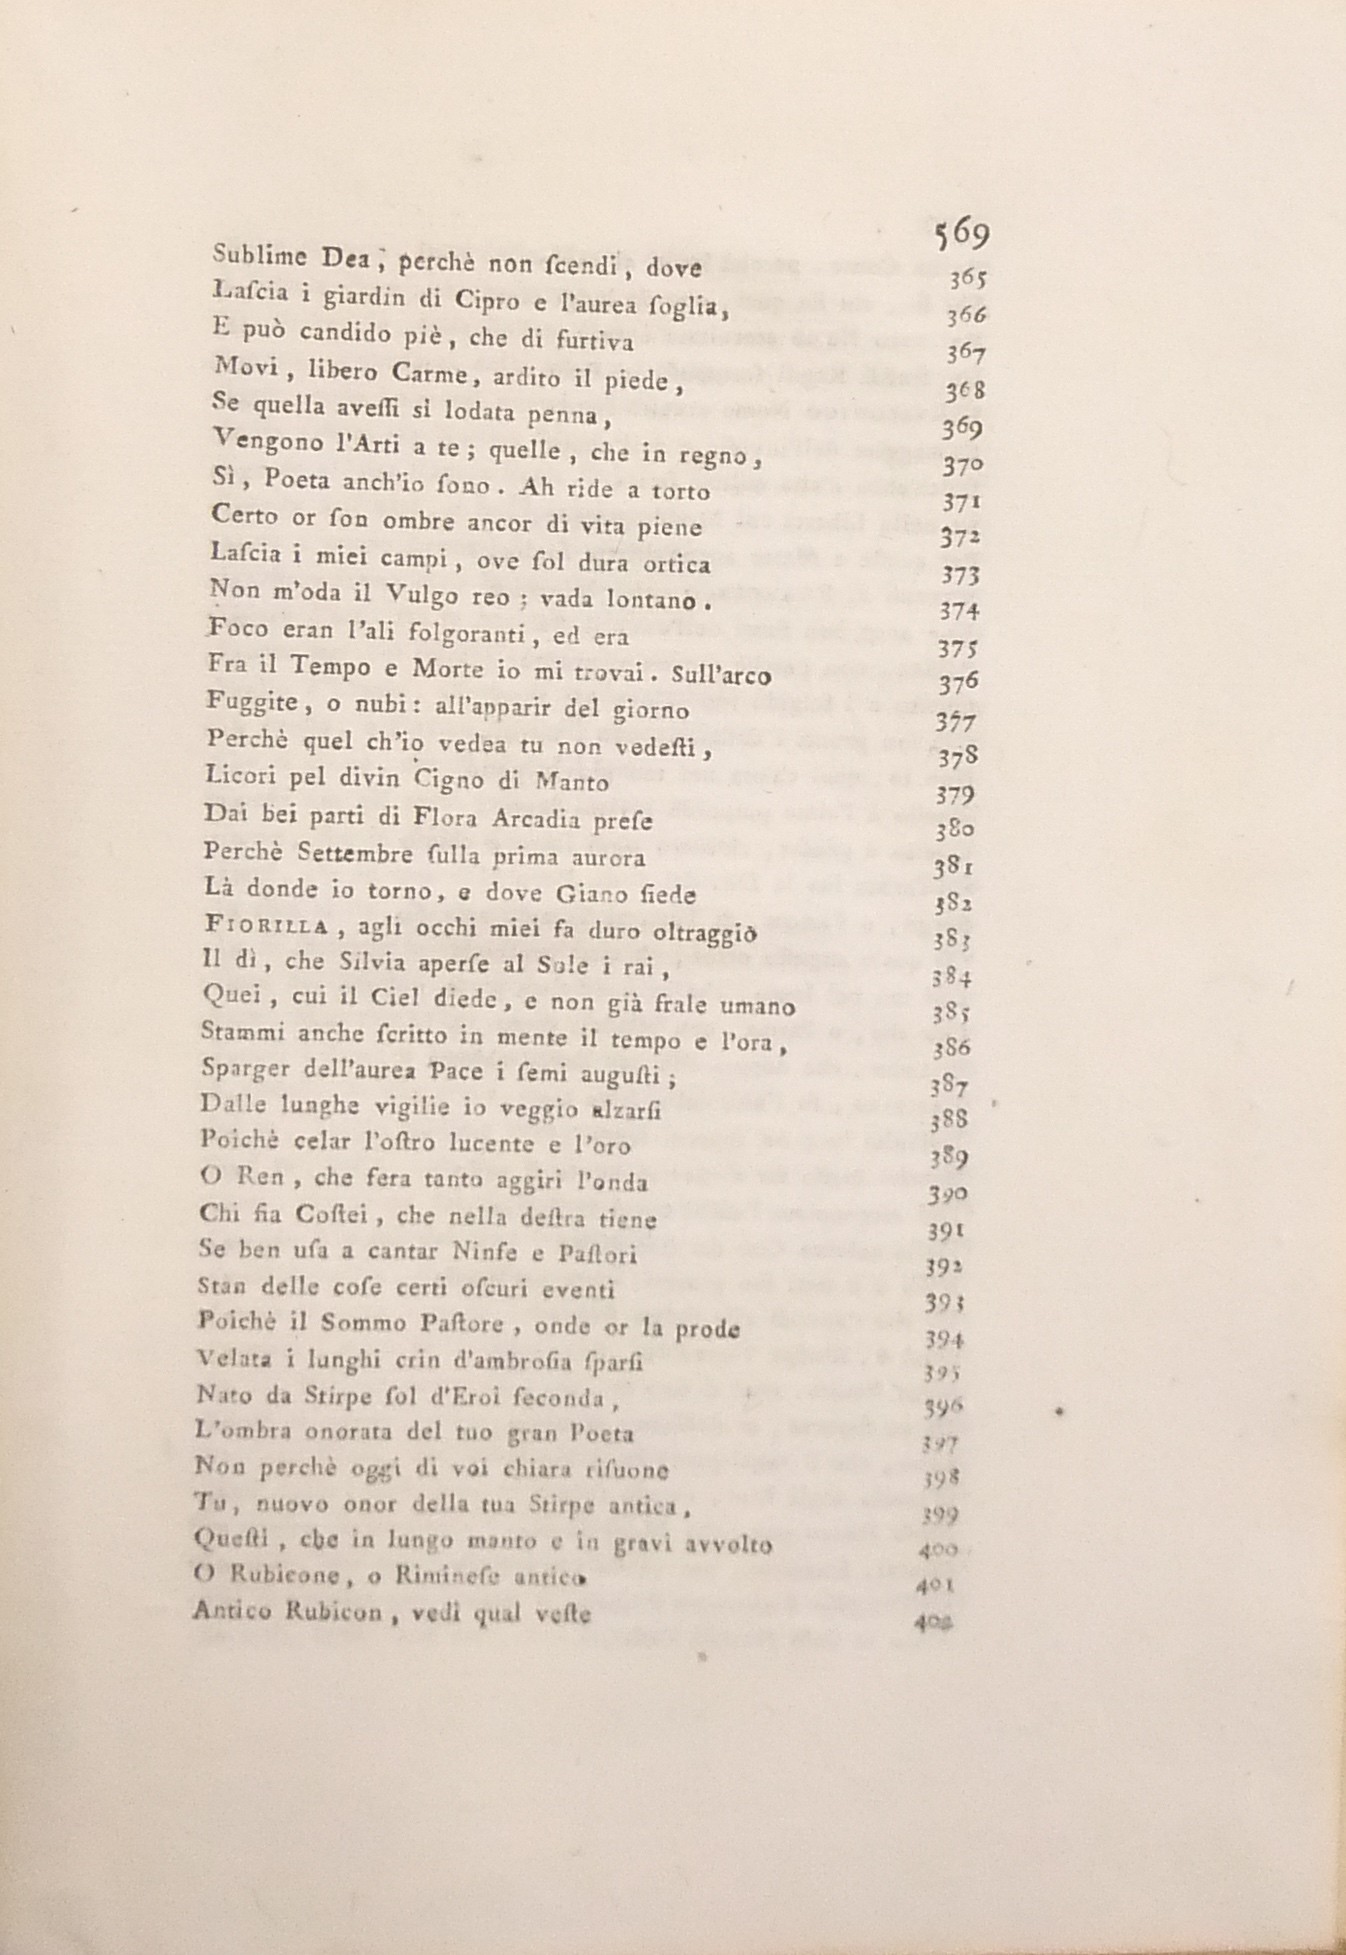 569
Sublime Dea, perchè non ſcendi, dove 365
Laſcia i giardin di Cipro e l'aurea ſoglia, 366
E può candido piè, che di furtiva 367
Movi, libero Carme, ardito il piede, 368
Se quella aveſſi si lodata penna, 369
Vengono l'Arti a te; quelle, che in regno, 370
Sì, Poeta anch'io ſono. Ah ride a torto 371
Certo or ſon ombre ancor di vita piene 372
Laſcia i miei campi, ove ſol dura ortica 373
Non m'oda il Vulgo reo; vada lontano. 374
Foco eran l'ali folgoranti, ed era 375
Fra il Tempo e Morte io mi trovai. Sull'arco 376
Fuggite, o nubi: all'apparir del giorno 377
Perchè quel ch'io vedea tu non vedeſti, 378
Licori pel divin Cigno di Manto 379
Dai bei parti di Flora Arcadia preſe 380
Perchè Settembre ſulla prima aurora 381
Là donde io torno, e dove Giano ſiede 382
FIORILLA, agli occhi miei fa duro oltraggiò 383
Il dì, che Silvia aperſe al Sole i rai, 384
Quei, cui il Ciel diede, e non già frale umano 385
Stammi anche ſcritto in mente il tempo e l'ora, 386
Sparger dell'aurea Pace i ſemi auguſti; 387
Dalle lunghe vigilie io veggio alzarſi 388
Poichè celar l'oſtro lucente e l'oro 389
O Ren, che fera tanto aggiri l'onda 390
Chi ſia Coſtei, che nella deſtra tiene 391
Se ben uſa a cantar Ninfe e Paſtori 392
Stan delle coſe certi oſcuri eventi 393
Poichè il Sommo Paſtore, onde or la prode 394
Velata i lunghi crin d'ambroſia ſparſi 395
Nato da Stirpe ſol d'Eroi feconda, 396
L'ombra onorata del tuo gran Poeta 397
Non perchè oggi di voi chiara riſuone 398
Tu, nuovo onor della tua Stirpe antica, 399
Queſti, che in lungo manto e in gravi avvolto 400
O Rubicone, o Rimineſe antico 401
Antico Rubicon, vedi qual veſte 402